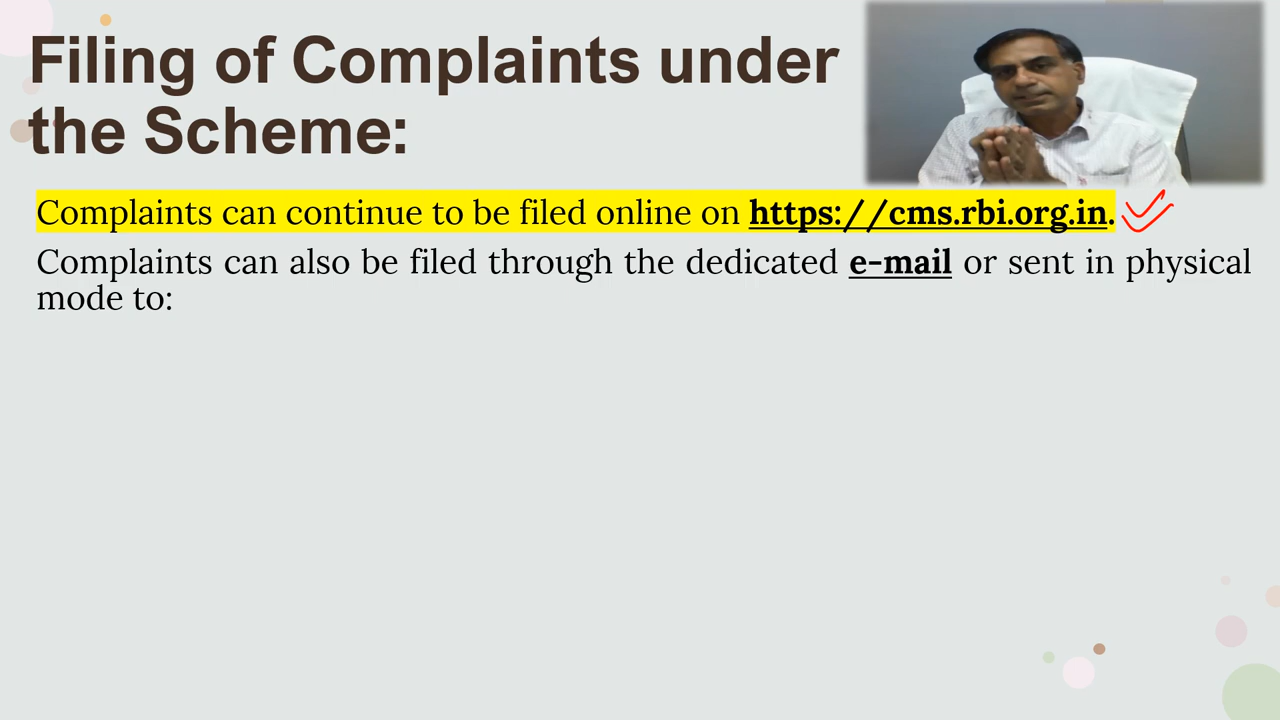 Filing of Complaints under
the Scheme:
Complaints can continue to be filed online on https://cms.rbi.org.in.
Complaints can also be filed through the dedicated e-mail or sent in physical
mode to: